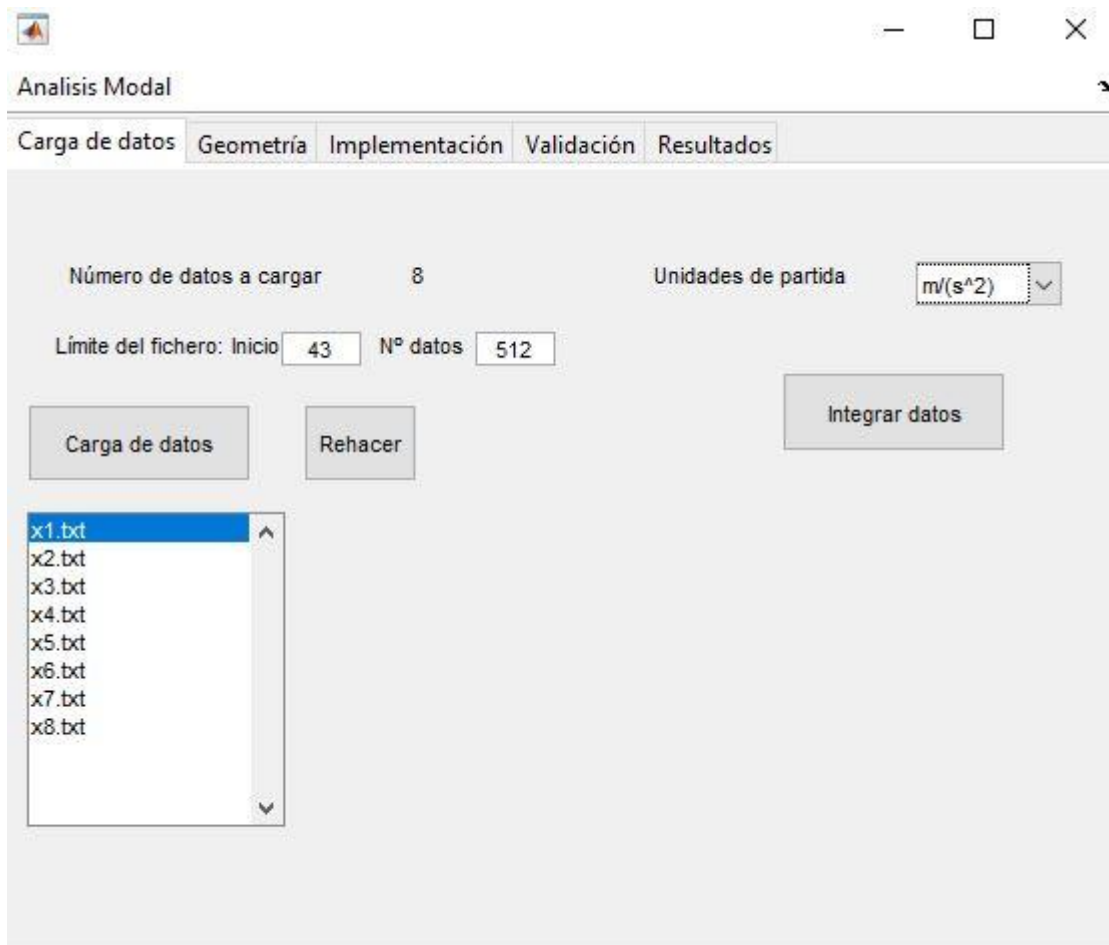 Analisis Modal
Carga de datos Geometría Implementación Validación Resultados
Número de datos a cargar 8 Unidades de partida m/(s^2)
Límite del fichero: Inicio 43 Nº datos 512
Integrar datos
Carga de datos Rehacer
x1.txt
x2.txt
x3.txt
x4.txt
x5.txt
x6.txt
x7.txt
x8.txt